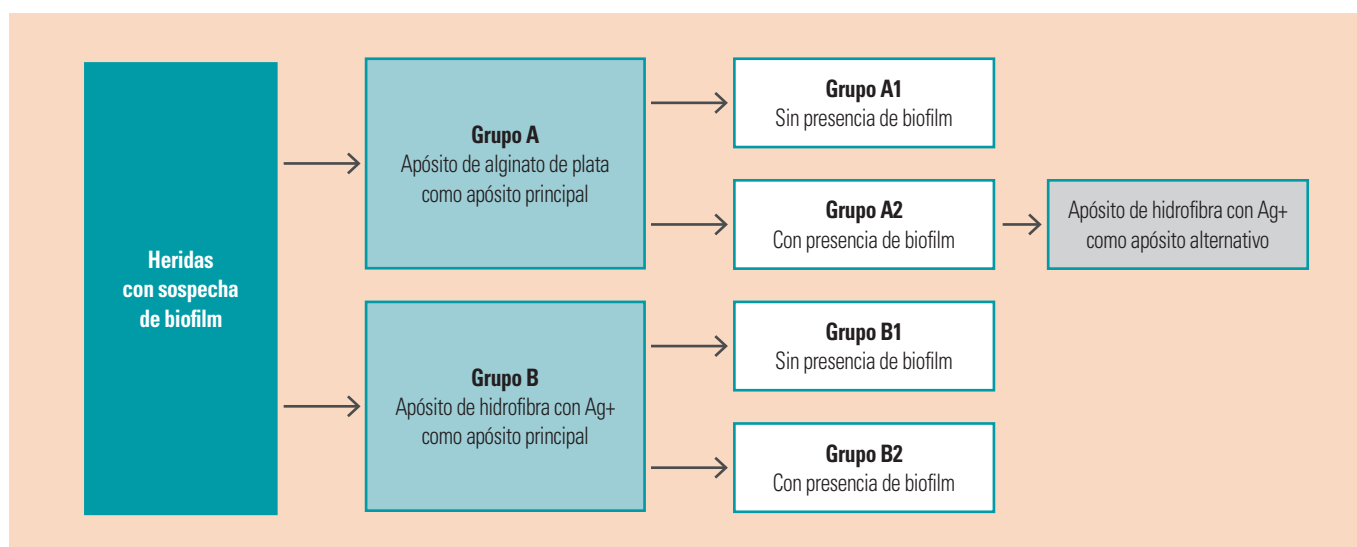 Heridas
con sospecha
de biofilm
Grupo A
Apósito de alginato de plata
como apósito principal
Grupo B
Apósito de hidrofibra con Ag+
como apósito principal
Grupo A1
Sin presencia de biofilm
Grupo A2
Con presencia de biofilm
Apósito de hidrofibra con Ag+
como apósito alternativo
Grupo B1
Sin presencia de biofilm
Grupo B2
Con presencia de biofilm